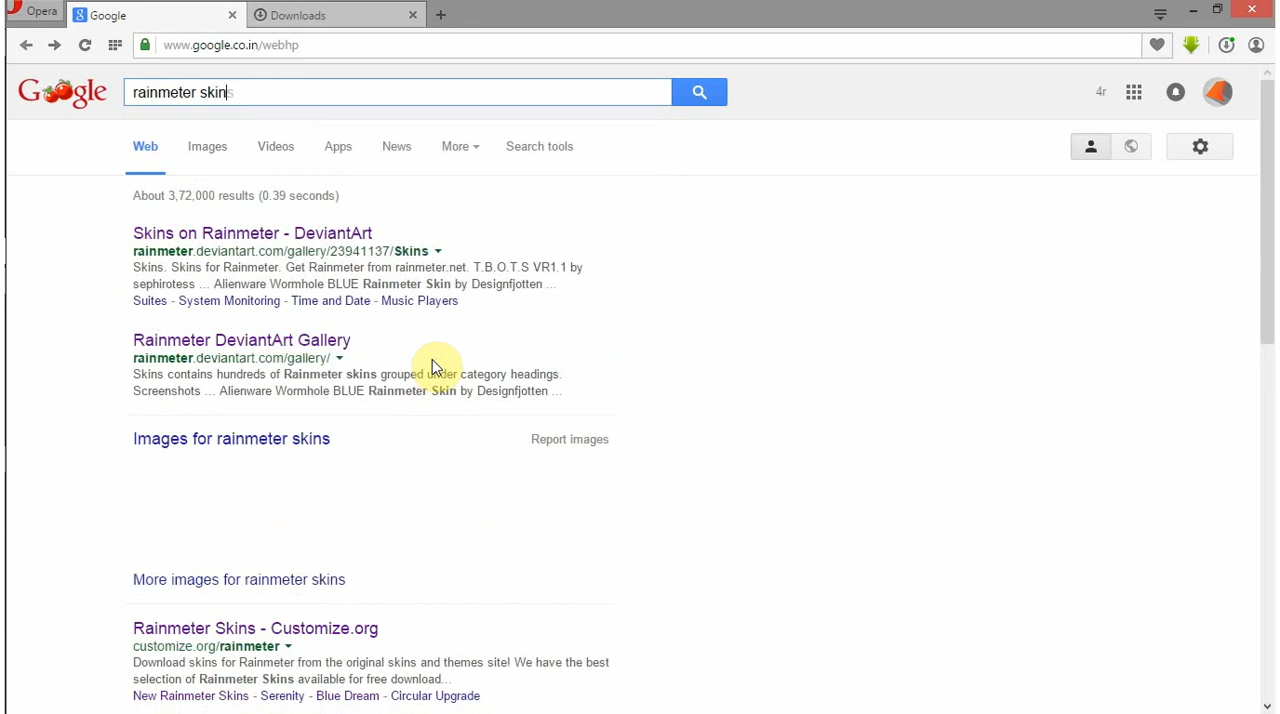 Opera
Google
Downloads
www.google.co.in/webhp
Google
rainmeter skins
4r
Web Images Videos Apps News More Search tools
About 3,72,000 results (0.39 seconds)
Skins on Rainmeter - DeviantArt
rainmeter.deviantart.com/gallery/23941137/Skins
Skins. Skins for Rainmeter. Get Rainmeter from rainmeter.net. T.B.O.T.S VR1.1 by
sephirotess ... Alienware Wormhole BLUE Rainmeter Skin by Designfjotten ...
Suites - System Monitoring - Time and Date - Music Players
Rainmeter DeviantArt Gallery
rainmeter.deviantart.com/gallery/
Skins contains hundreds of Rainmeter skins grouped under category headings.
Screenshots ... Alienware Wormhole BLUE Rainmeter Skin by Designfjotten ...
Images for rainmeter skins
Report images
More images for rainmeter skins
Rainmeter Skins - Customize.org
customize.org/rainmeter
Download skins for Rainmeter from the original skins and themes site! We have the best
selection of Rainmeter Skins available for free download...
New Rainmeter Skins - Serenity - Blue Dream - Circular Upgrade